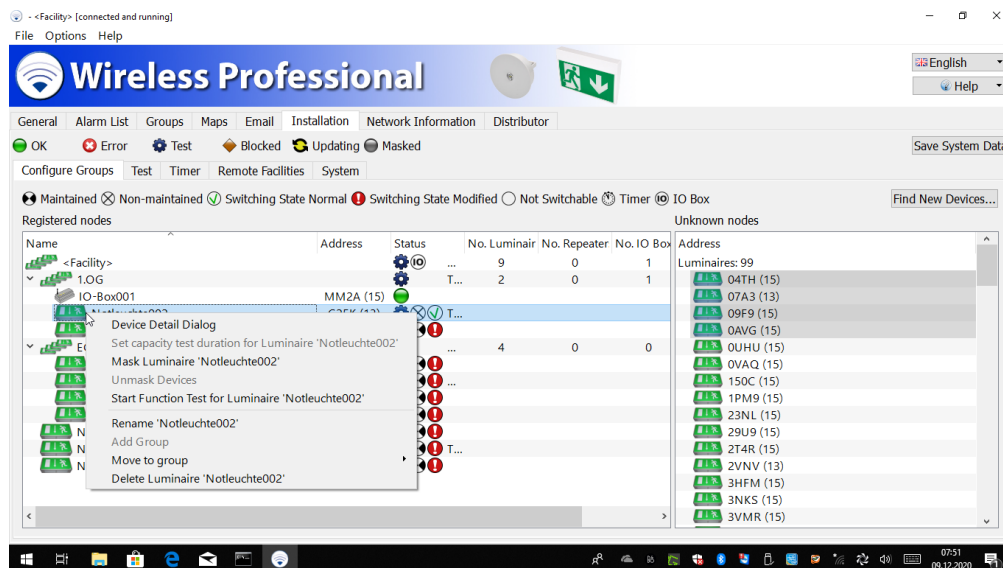 - <Facility> [connected and running]
File Options Help
Wireless Professional
English
Help
General Alarm List Groups Maps Email Installation Network Information Distributor
OK Error Test Blocked Updating Masked
Save System Data
Configure Groups Test Timer Remote Facilities System
Maintained Non-maintained Switching State Normal Switching State Modified Not Switchable Timer IO Box
Find New Devices...
Registered nodes
Unknown nodes
Name Address Status No. Luminair No. Repeater No. IO Box
<Facility> ... 9 0 1
1.OG T... 2 0 1
IO-Box001 MM2A (15)
T...
... 4 0 0
...
N
N T...
N
Device Detail Dialog
Set capacity test duration for Luminaire 'Notleuchte002'
Mask Luminaire 'Notleuchte002'
Unmask Devices
Start Function Test for Luminaire 'Notleuchte002'
Rename 'Notleuchte002'
Add Group
Move to group
Delete Luminaire 'Notleuchte002'
Address
Luminaires: 99
04TH (15)
07A3 (13)
09F9 (15)
0AVG (15)
0UHU (15)
0VAQ (15)
150C (15)
1PM9 (15)
23NL (15)
29U9 (15)
2T4R (15)
2VNV (13)
3HFM (15)
3NKS (15)
3VMR (15)
07:51
09.12.2020